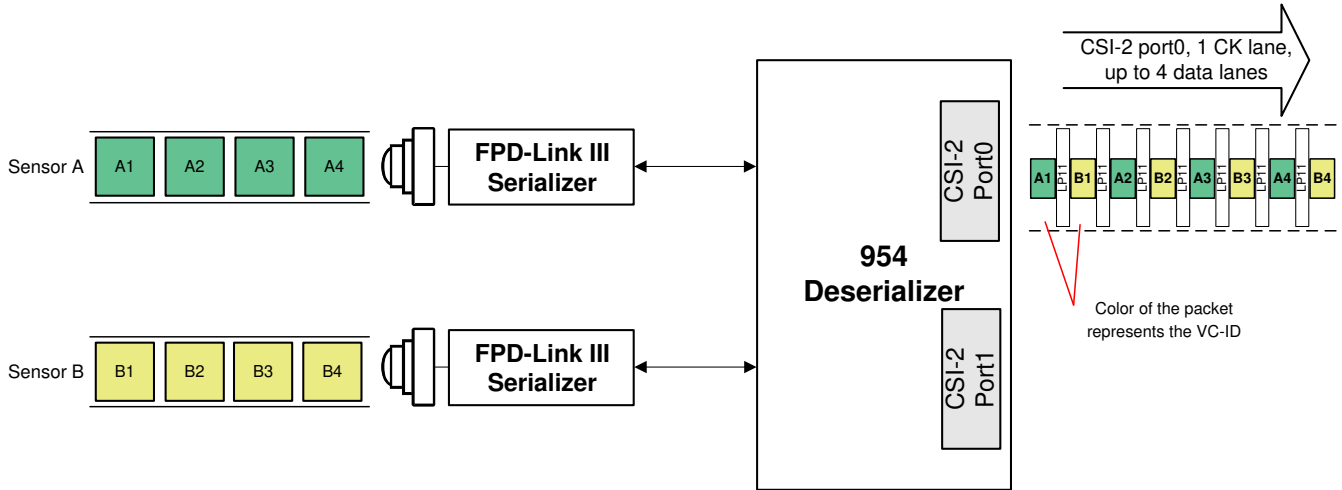 CSI-2 port0, 1 CK lane,
up to 4 data lanes
Sensor A
A1
A2
A3
A4
FPD-Link III
Serializer
CSI-2
Port0
A1
LP11
B1
LP11
A2
LP11
B2
LP11
A3
LP11
B3
LP11
A4
LP11
B4
954
Deserializer
Color of the packet
represents the VC-ID
Sensor B
B1
B2
B3
B4
FPD-Link III
Serializer
CSI-2
Port1